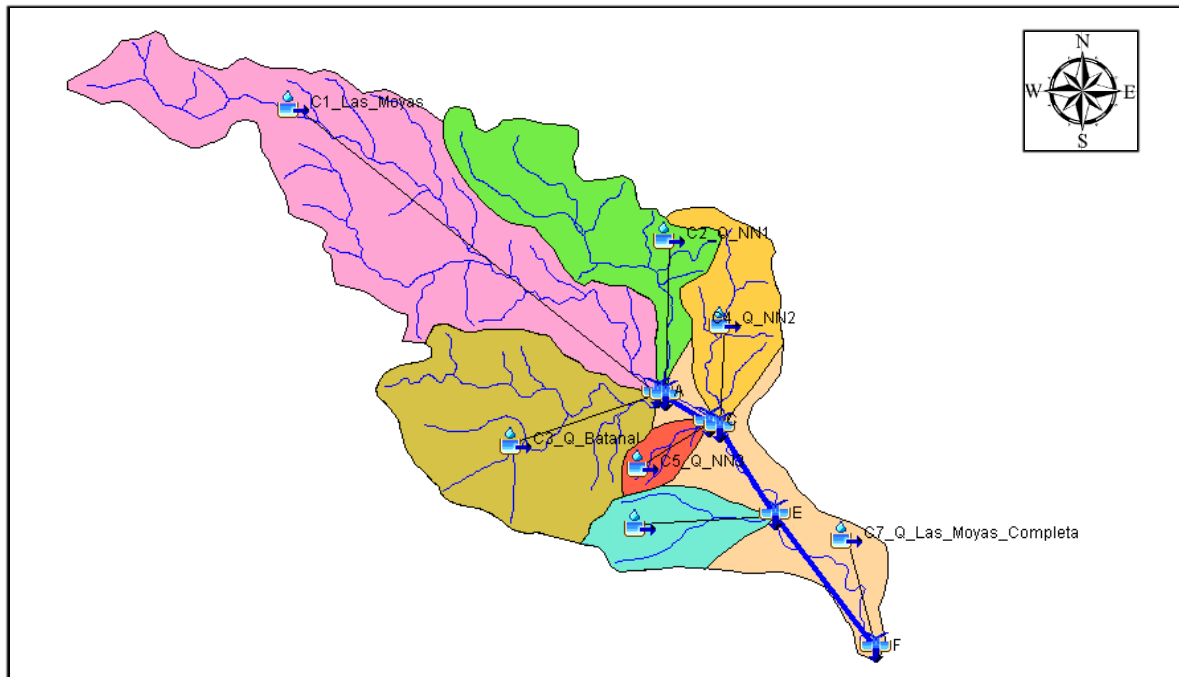 N
W E
S
C1_Las_Moyas
C2_Q_NN1
C4_Q_NN2
A
C
C3_Q_Batanal
C5_Q_NN3
E
C7_Q_Las_Moyas_Completa
F